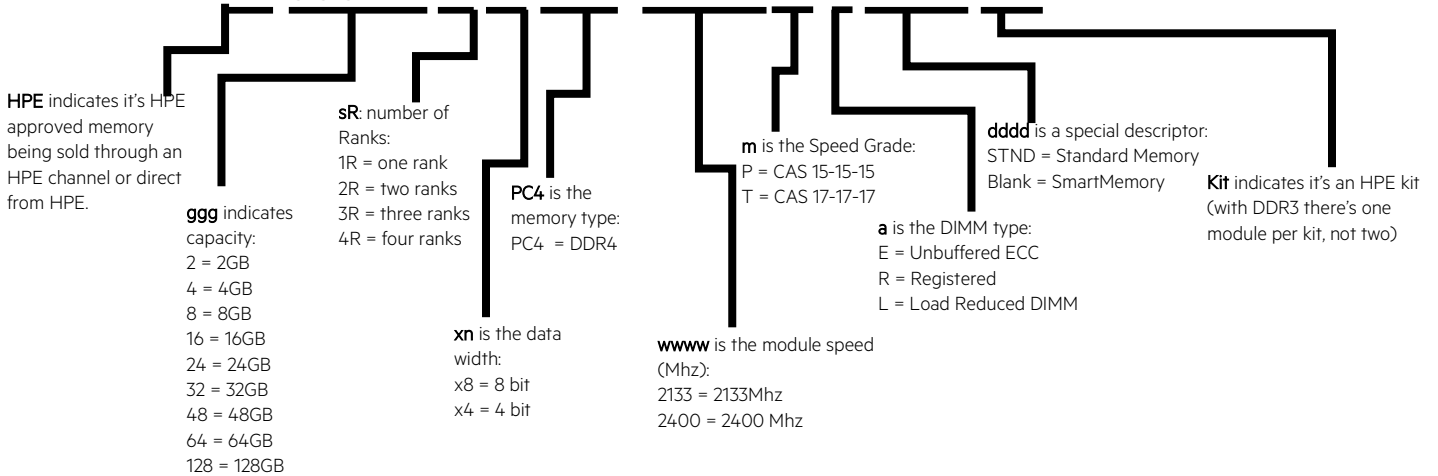 HPE indicates it's HPE
approved memory
being sold through an
HPE channel or direct
from HPE.
ggg indicates
capacity:
2 = 2GB
4 = 4GB
8 = 8GB
16 = 16GB
24 = 24GB
32 = 32GB
48 = 48GB
64 = 64GB
128 = 128GB
sR: number of
Ranks:
1R = one rank
2R = two ranks
3R = three ranks
4R = four ranks
xn is the data
width:
x8 = 8 bit
x4 = 4 bit
PC4 is the
memory type:
PC4 = DDR4
wwww is the module speed
(Mhz):
2133 = 2133Mhz
2400 = 2400 Mhz
m is the Speed Grade:
P = CAS 15-15-15
T = CAS 17-17-17
a is the DIMM type:
E = Unbuffered ECC
R = Registered
L = Load Reduced DIMM
dddd is a special descriptor:
STND = Standard Memory
Blank = SmartMemory
Kit indicates it's an HPE kit
(with DDR3 there's one
module per kit, not two)